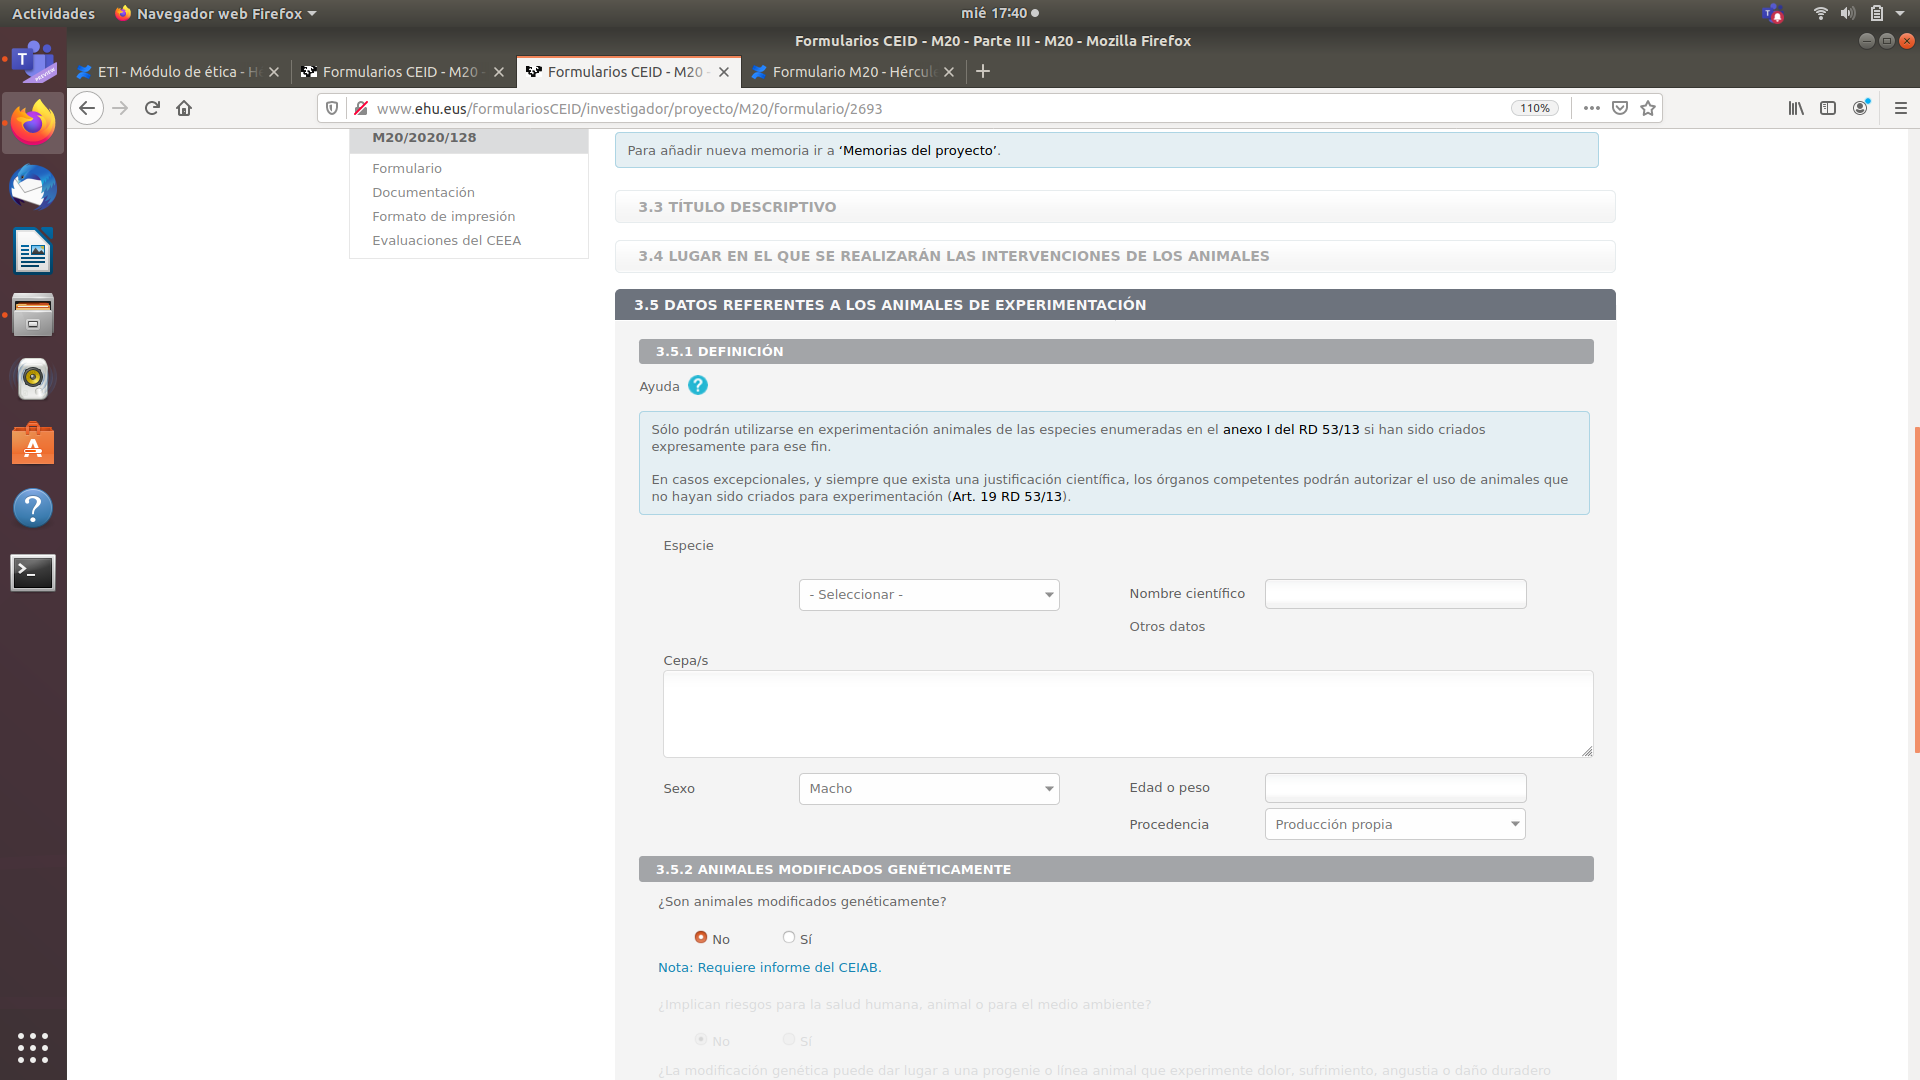 Actividades
Navegador web Firefox
mié 17:40
Formularios CEID - M20 - Parte III - M20 - Mozilla Firefox
ETI - Módulo de ética - H
Formularios CEID - M20 -
Formularios CEID - M20 -
Formulario M20 - Hércul
www.ehu.eus/formulariosCEID/investigador/proyecto/M20/formulario/2693
110%
M20/2020/128
Formulario
Documentación
Formato de impresión
Evaluaciones del CEEA
Para añadir nueva memoria ir a ‘Memorias del proyecto’.
3.3 TÍTULO DESCRIPTIVO
3.4 LUGAR EN EL QUE SE REALIZARÁN LAS INTERVENCIONES DE LOS ANIMALES
3.5 DATOS REFERENTES A LOS ANIMALES DE EXPERIMENTACIÓN
3.5.1 DEFINICIÓN
Ayuda ?
Sólo podrán utilizarse en experimentación animales de las especies enumeradas en el anexo I del RD 53/13 si han sido criados
expresamente para ese fin.
En casos excepcionales, y siempre que exista una justificación científica, los órganos competentes podrán autorizar el uso de animales que
no hayan sido criados para experimentación (Art. 19 RD 53/13).
Especie
- Seleccionar -
Nombre científico
Otros datos
Cepa/s
Sexo
Macho
Edad o peso
Procedencia
Producción propia
3.5.2 ANIMALES MODIFICADOS GENÉTICAMENTE
¿Son animales modificados genéticamente?
No
Sí
Nota: Requiere informe del CEIAB.
¿Implican riesgos para la salud humana, animal o para el medio ambiente?
No
Sí
¿La modificación genética puede dar lugar a una progenie o línea animal que experimente dolor, sufrimiento, angustia o daño duradero